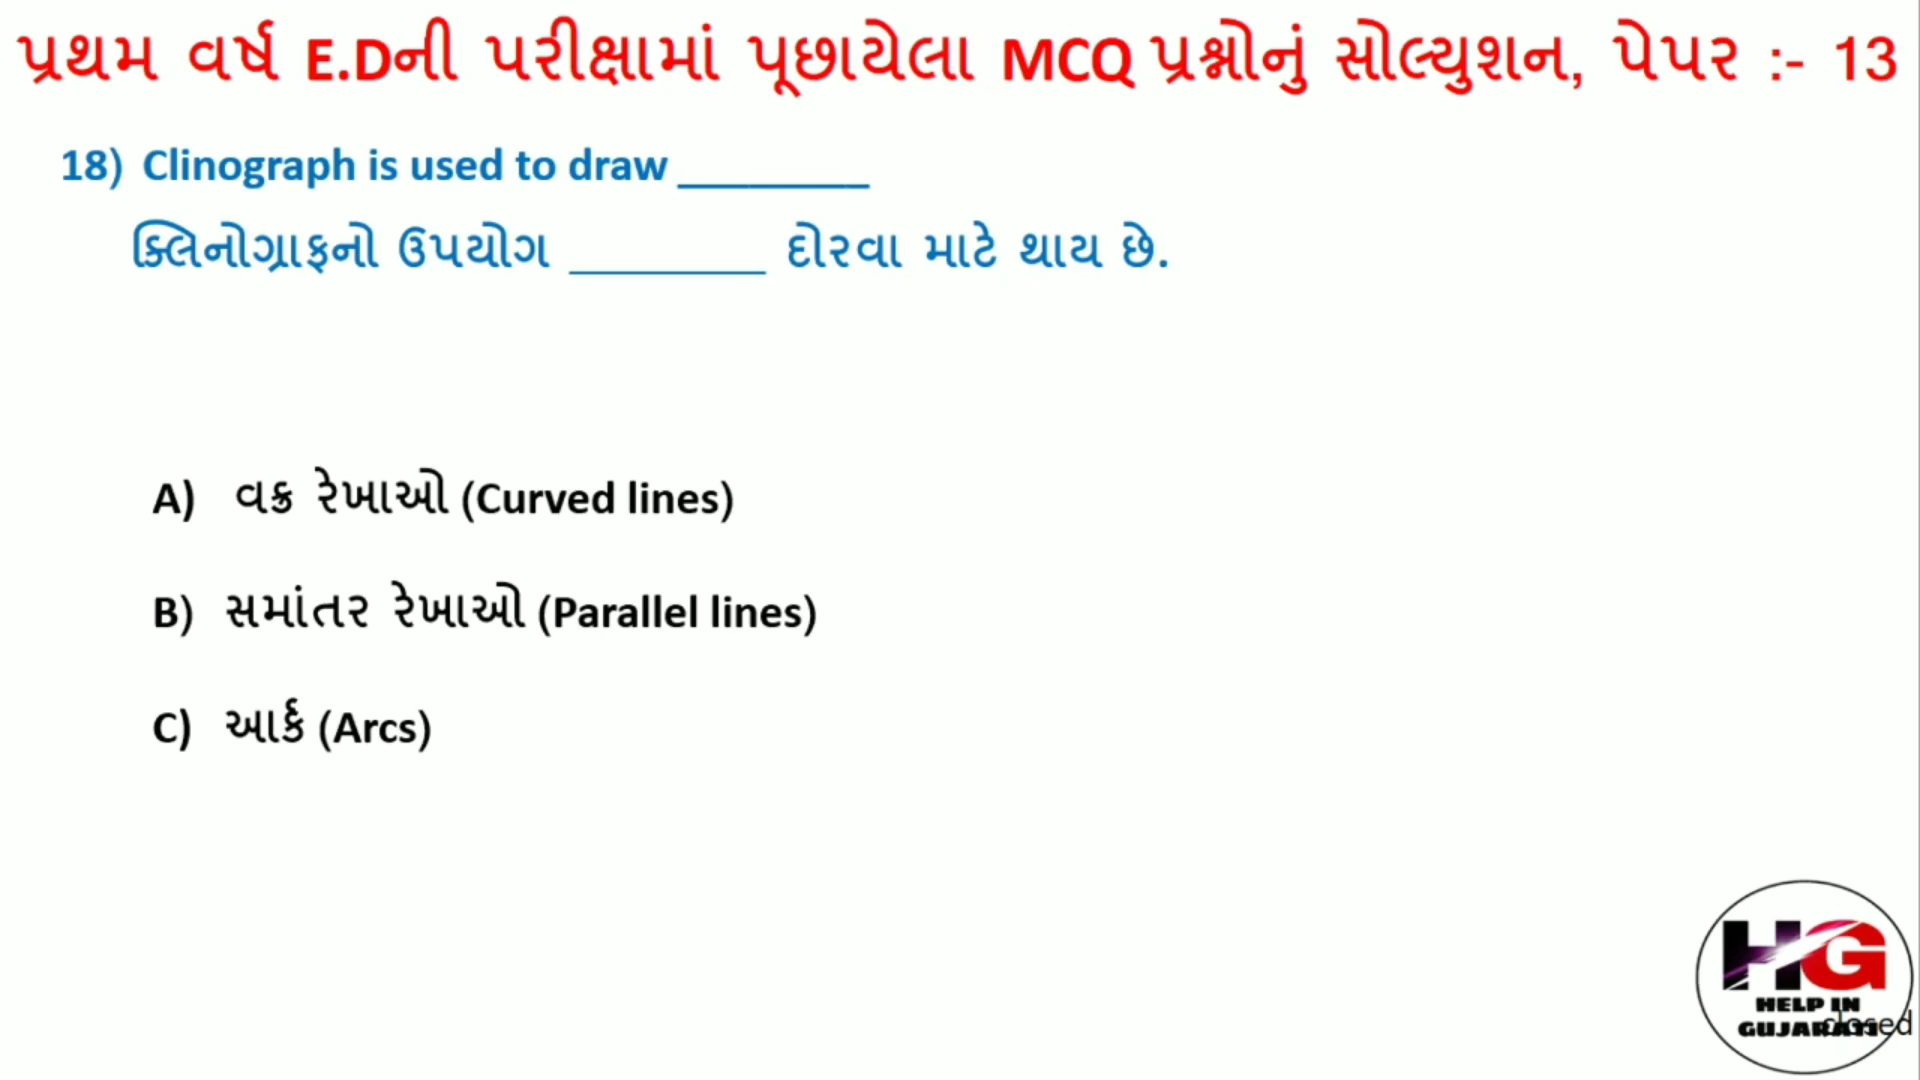 પ્રથમ વર્ષ E.Dની પરીક્ષામાં પૂછાયેલા MCQ પ્રશ્નોનું સોલ્યુશન, પેપર :- 13
18) Clinograph is used to draw ________
ક્લિનોગ્રાફનો ઉપયોગ ________ દોરવા માટે થાય છે.
A) વક્ર રેખાઓ (Curved lines)
B) સમાંતર રેખાઓ (Parallel lines)
C) આર્ક (Arcs)
HG
HELP IN
GUJARATI
closed